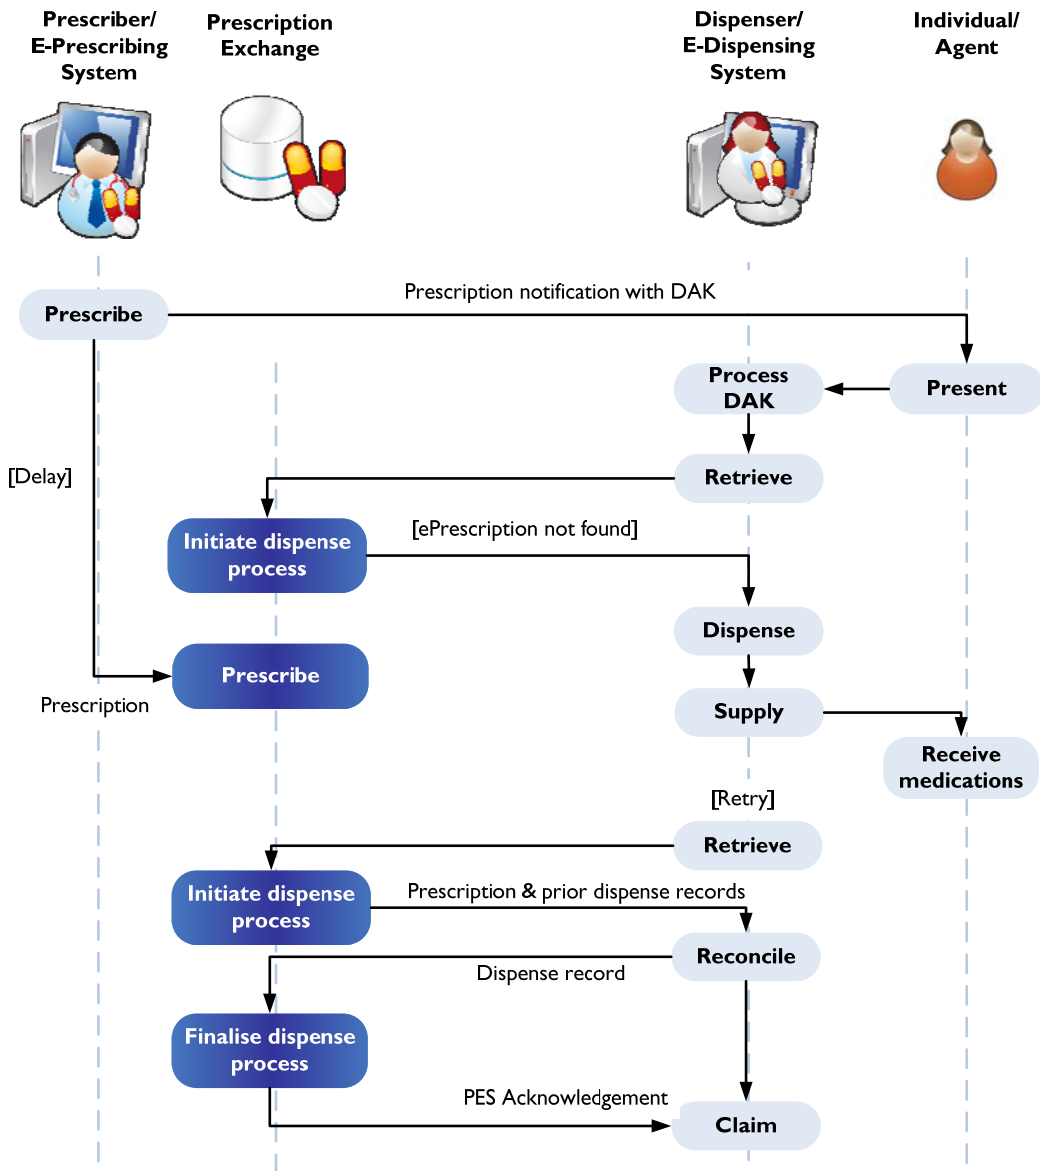 Prescriber/
E-Prescribing
System
Prescription
Exchange
Dispenser/
E-Dispensing
System
Individual/
Agent
Prescription notification with DAK
Prescribe
Process
DAK
Present
[Delay]
Retrieve
[ePrescription not found]
Initiate dispense
process
Dispense
Prescribe
Prescription
Supply
Receive
medications
[Retry]
Retrieve
Initiate dispense
process
Prescription & prior dispense records
Reconcile
Dispense record
Finalise dispense
process
PES Acknowledgement
Claim